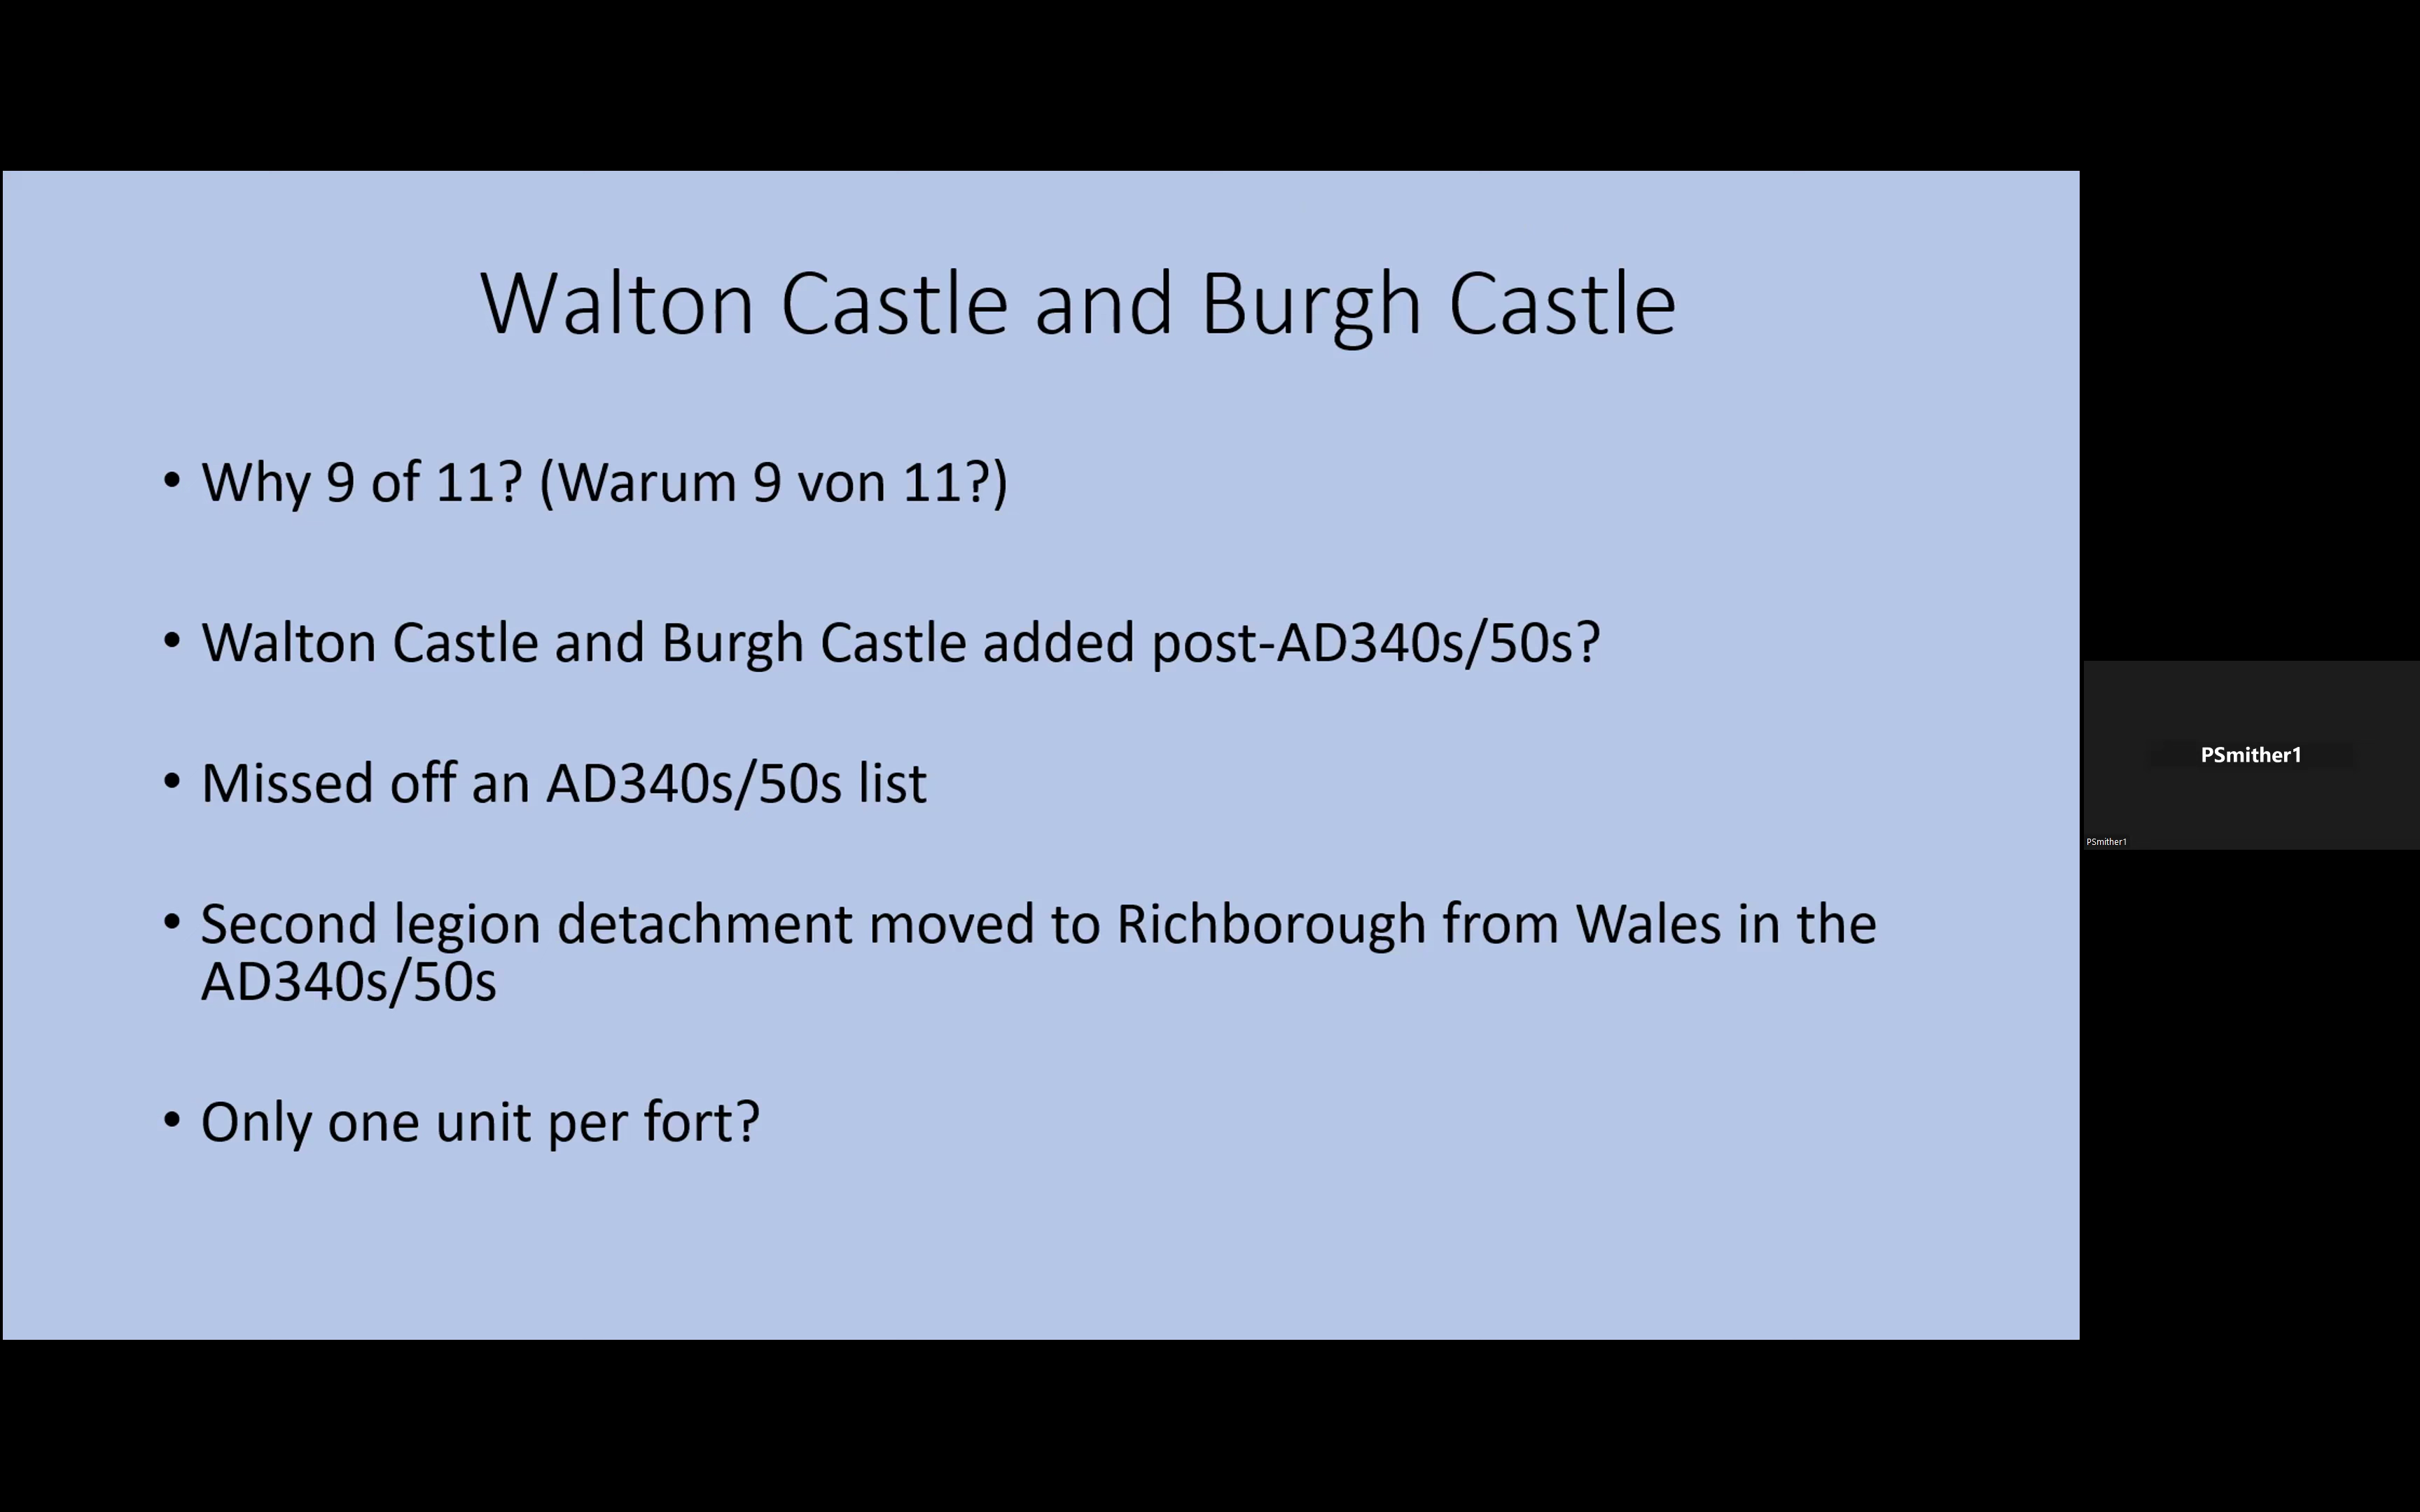 Walton Castle and Burgh Castle
• Why 9 of 11? (Warum 9 von 11?)
• Walton Castle and Burgh Castle added post-AD340s/50s?
• Missed off an AD340s/50s list
• Second legion detachment moved to Richborough from Wales in the
AD340s/50s
• Only one unit per fort?
PSmither1
PSmither1